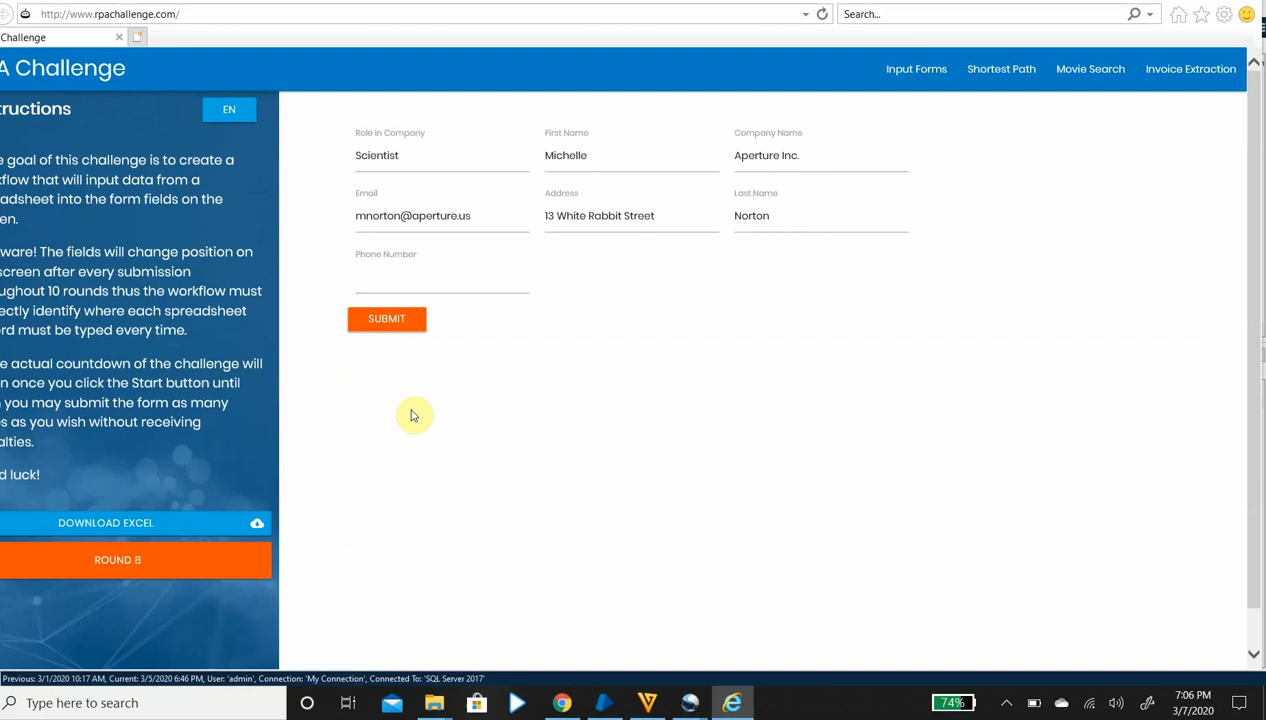 http://www.rpachallenge.com/
Search...
Challenge
A Challenge
Input Forms
Shortest Path
Movie Search
Invoice Extraction
tructions
EN
e goal of this challenge is to create a
kflow that will input data from a
eadsheet into the form fields on the
en.
ware! The fields will change position on
screen after every submission
ughout 10 rounds thus the workflow must
ectly identify where each spreadsheet
rd must be typed every time.
e actual countdown of the challenge will
n once you click the Start button until
you may submit the form as many
es as you wish without receiving
alties.
d luck!
DOWNLOAD EXCEL
ROUND 8
Role in Company
First Name
Company Name
Scientist
Michelle
Aperture Inc.
Email
Address
Last Name
mnorton@aperture.us
13 White Rabbit Street
Norton
Phone Number
SUBMIT
Previous: 3/1/2020 10:17 AM, Current: 3/5/2020 6:46 PM, User: 'admin', Connection: 'My Connection', Connected To: 'SQL Server 2017'
Type here to search
74%
7:06 PM
3/7/2020